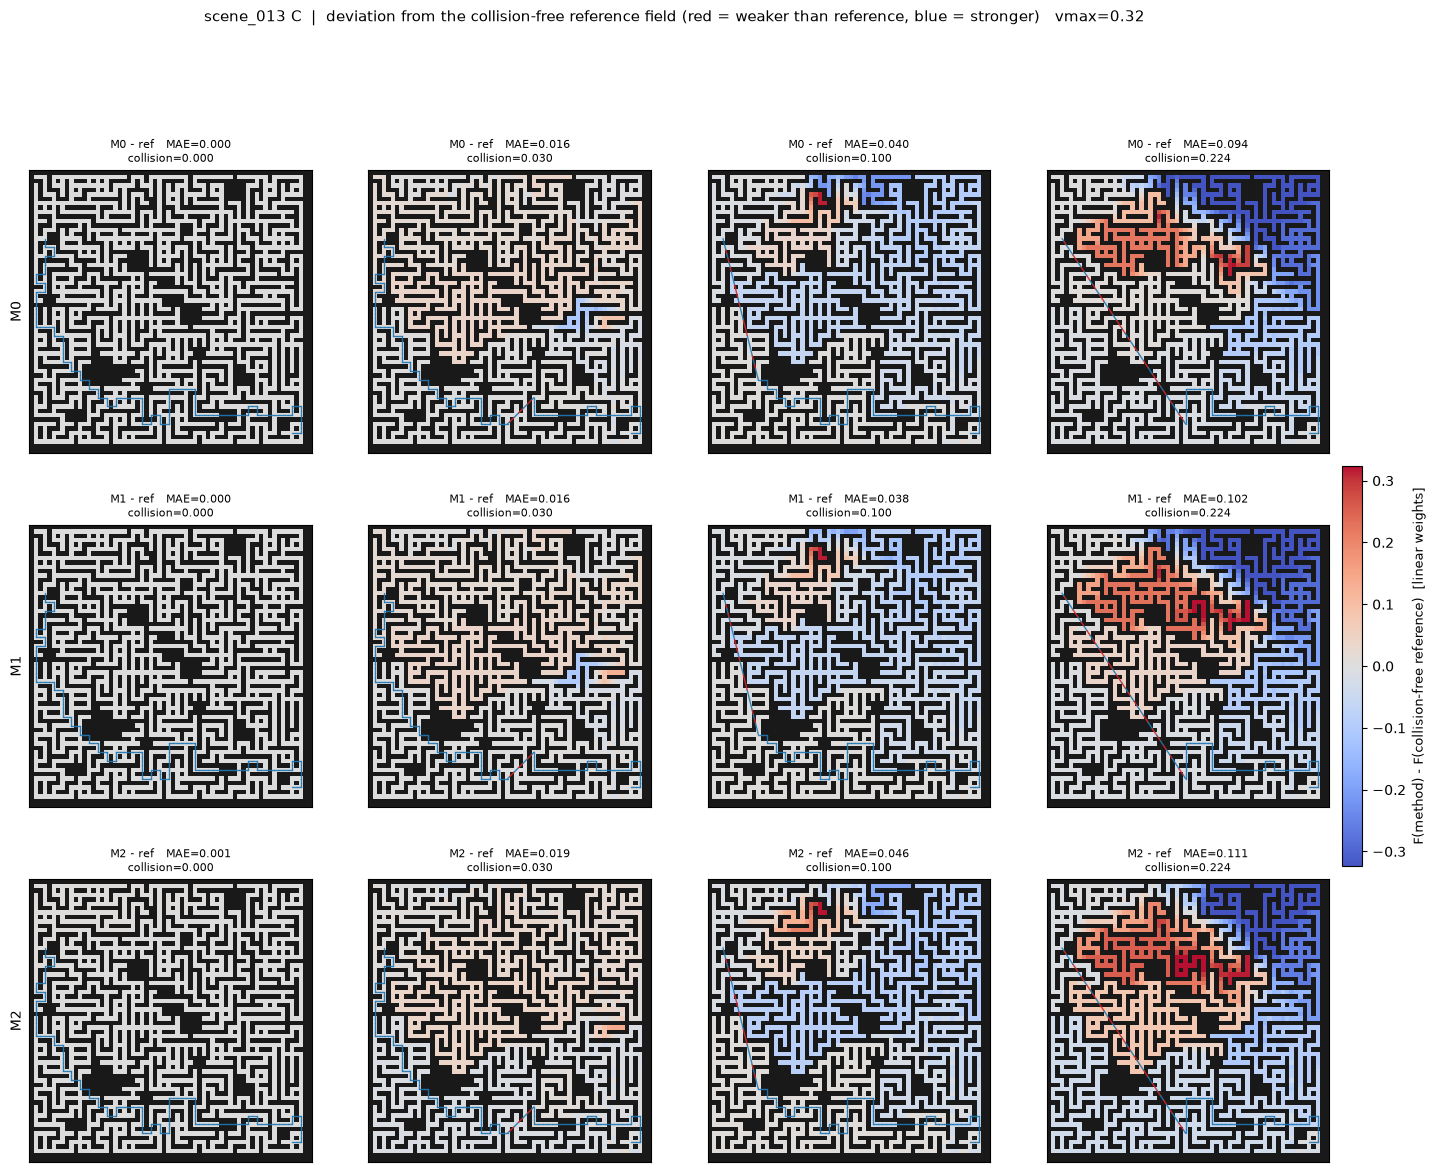 scene_013 C | deviation from the collision-free reference field (red = weaker than reference, blue = stronger) vmax=0.32
M0 - ref MAE=0.000
collision=0.000
M0 - ref MAE=0.016
collision=0.030
M0 - ref MAE=0.040
collision=0.100
M0 - ref MAE=0.094
collision=0.224
M0
M1 - ref MAE=0.000
collision=0.000
M1 - ref MAE=0.016
collision=0.030
M1 - ref MAE=0.038
collision=0.100
M1 - ref MAE=0.102
collision=0.224
M1
M2 - ref MAE=0.001
collision=0.000
M2 - ref MAE=0.019
collision=0.030
M2 - ref MAE=0.046
collision=0.100
M2 - ref MAE=0.111
collision=0.224
M2
0.3
0.2
0.1
0.0
−0.1
−0.2
−0.3
F(method) - F(collision-free reference) [linear weights]